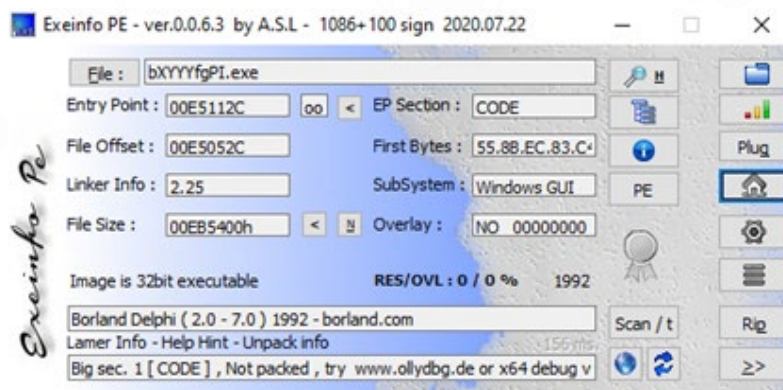 Exeinfo PE - ver.0.0.6.3 by A.S.L - 1086+100 sign 2020.07.22
File : bXYYYfgPI.exe H
Entry Point : 00E5112C oo < EP Section : CODE
File Offset : 00E5052C First Bytes : 55.8B.EC.83.C4 Plug
Linker Info : 2.25 SubSystem : Windows GUI PE
File Size : 00EB5400h < N Overlay : NO 00000000
Image is 32bit executable RES/OVL : 0 / 0 % 1992
Borland Delphi ( 2.0 - 7.0 ) 1992 - borland.com Scan / t Rip
Lamer Info - Help Hint - Unpack info 156 ms
Big sec. 1 [ CODE ] , Not packed , try www.ollydbg.de or x64 debug v >>
Exeinfo Pe